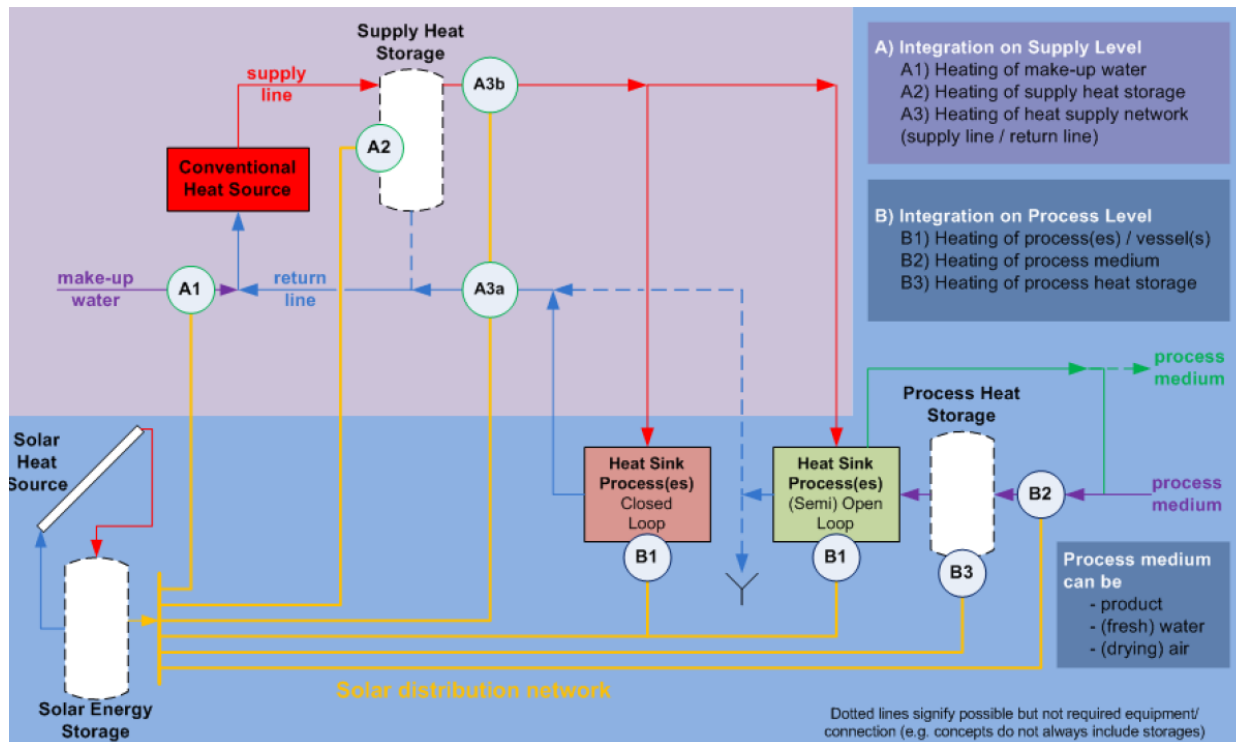 Supply Heat
Storage
supply
line
A3b
A2
Conventional
Heat Source
make-up
water
A1
return
line
A3a
A) Integration on Supply Level
A1) Heating of make-up water
A2) Heating of supply heat storage
A3) Heating of heat supply network
(supply line / return line)
B) Integration on Process Level
B1) Heating of process(es) / vessel(s)
B2) Heating of process medium
B3) Heating of process heat storage
process
medium
Process Heat
Storage
Solar
Heat
Source
Heat Sink
Process(es)
Closed
Loop
B1
Heat Sink
Process(es)
(Semi) Open
Loop
B1
B2
B3
process
medium
Process medium
can be
- product
- (fresh) water
- (drying) air
Solar distribution network
Solar Energy
Storage
Dotted lines signify possible but not required equipment/
connection (e.g. concepts do not always include storages)